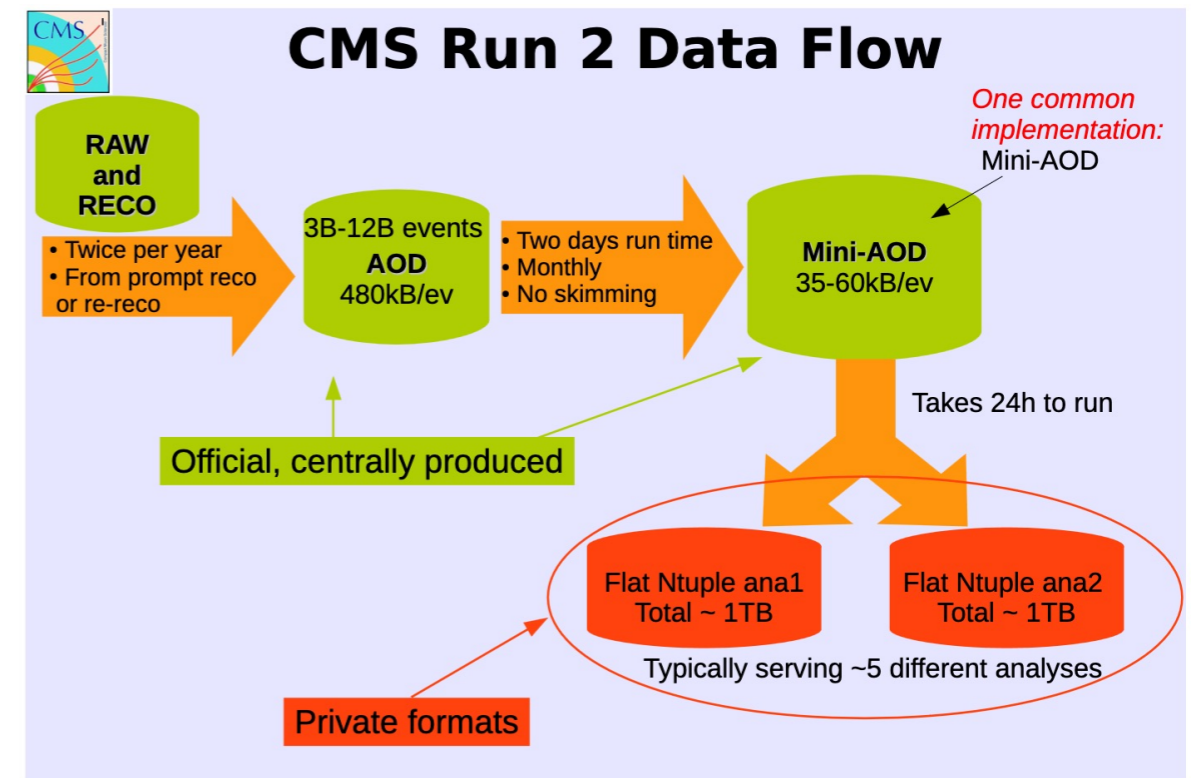 CMS
CMS Run 2 Data Flow
One common
implementation:
Mini-AOD
RAW
and
RECO
• Twice per year
• From prompt reco
or re-reco
3B-12B events
AOD
480kB/ev
• Two days run time
• Monthly
• No skimming
Mini-AOD
35-60kB/ev
Takes 24h to run
Official, centrally produced
Flat Ntuple ana1
Total ~ 1TB
Flat Ntuple ana2
Total ~ 1TB
Typically serving ~5 different analyses
Private formats